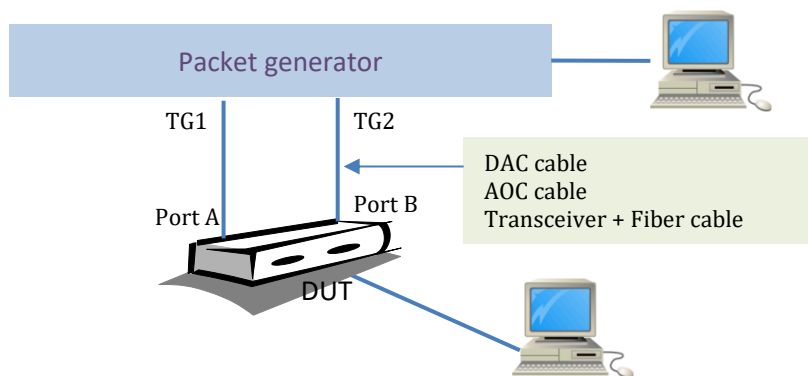 Packet generator
TG1
TG2
DAC cable
AOC cable
Transceiver + Fiber cable
Port A
Port B
DUT